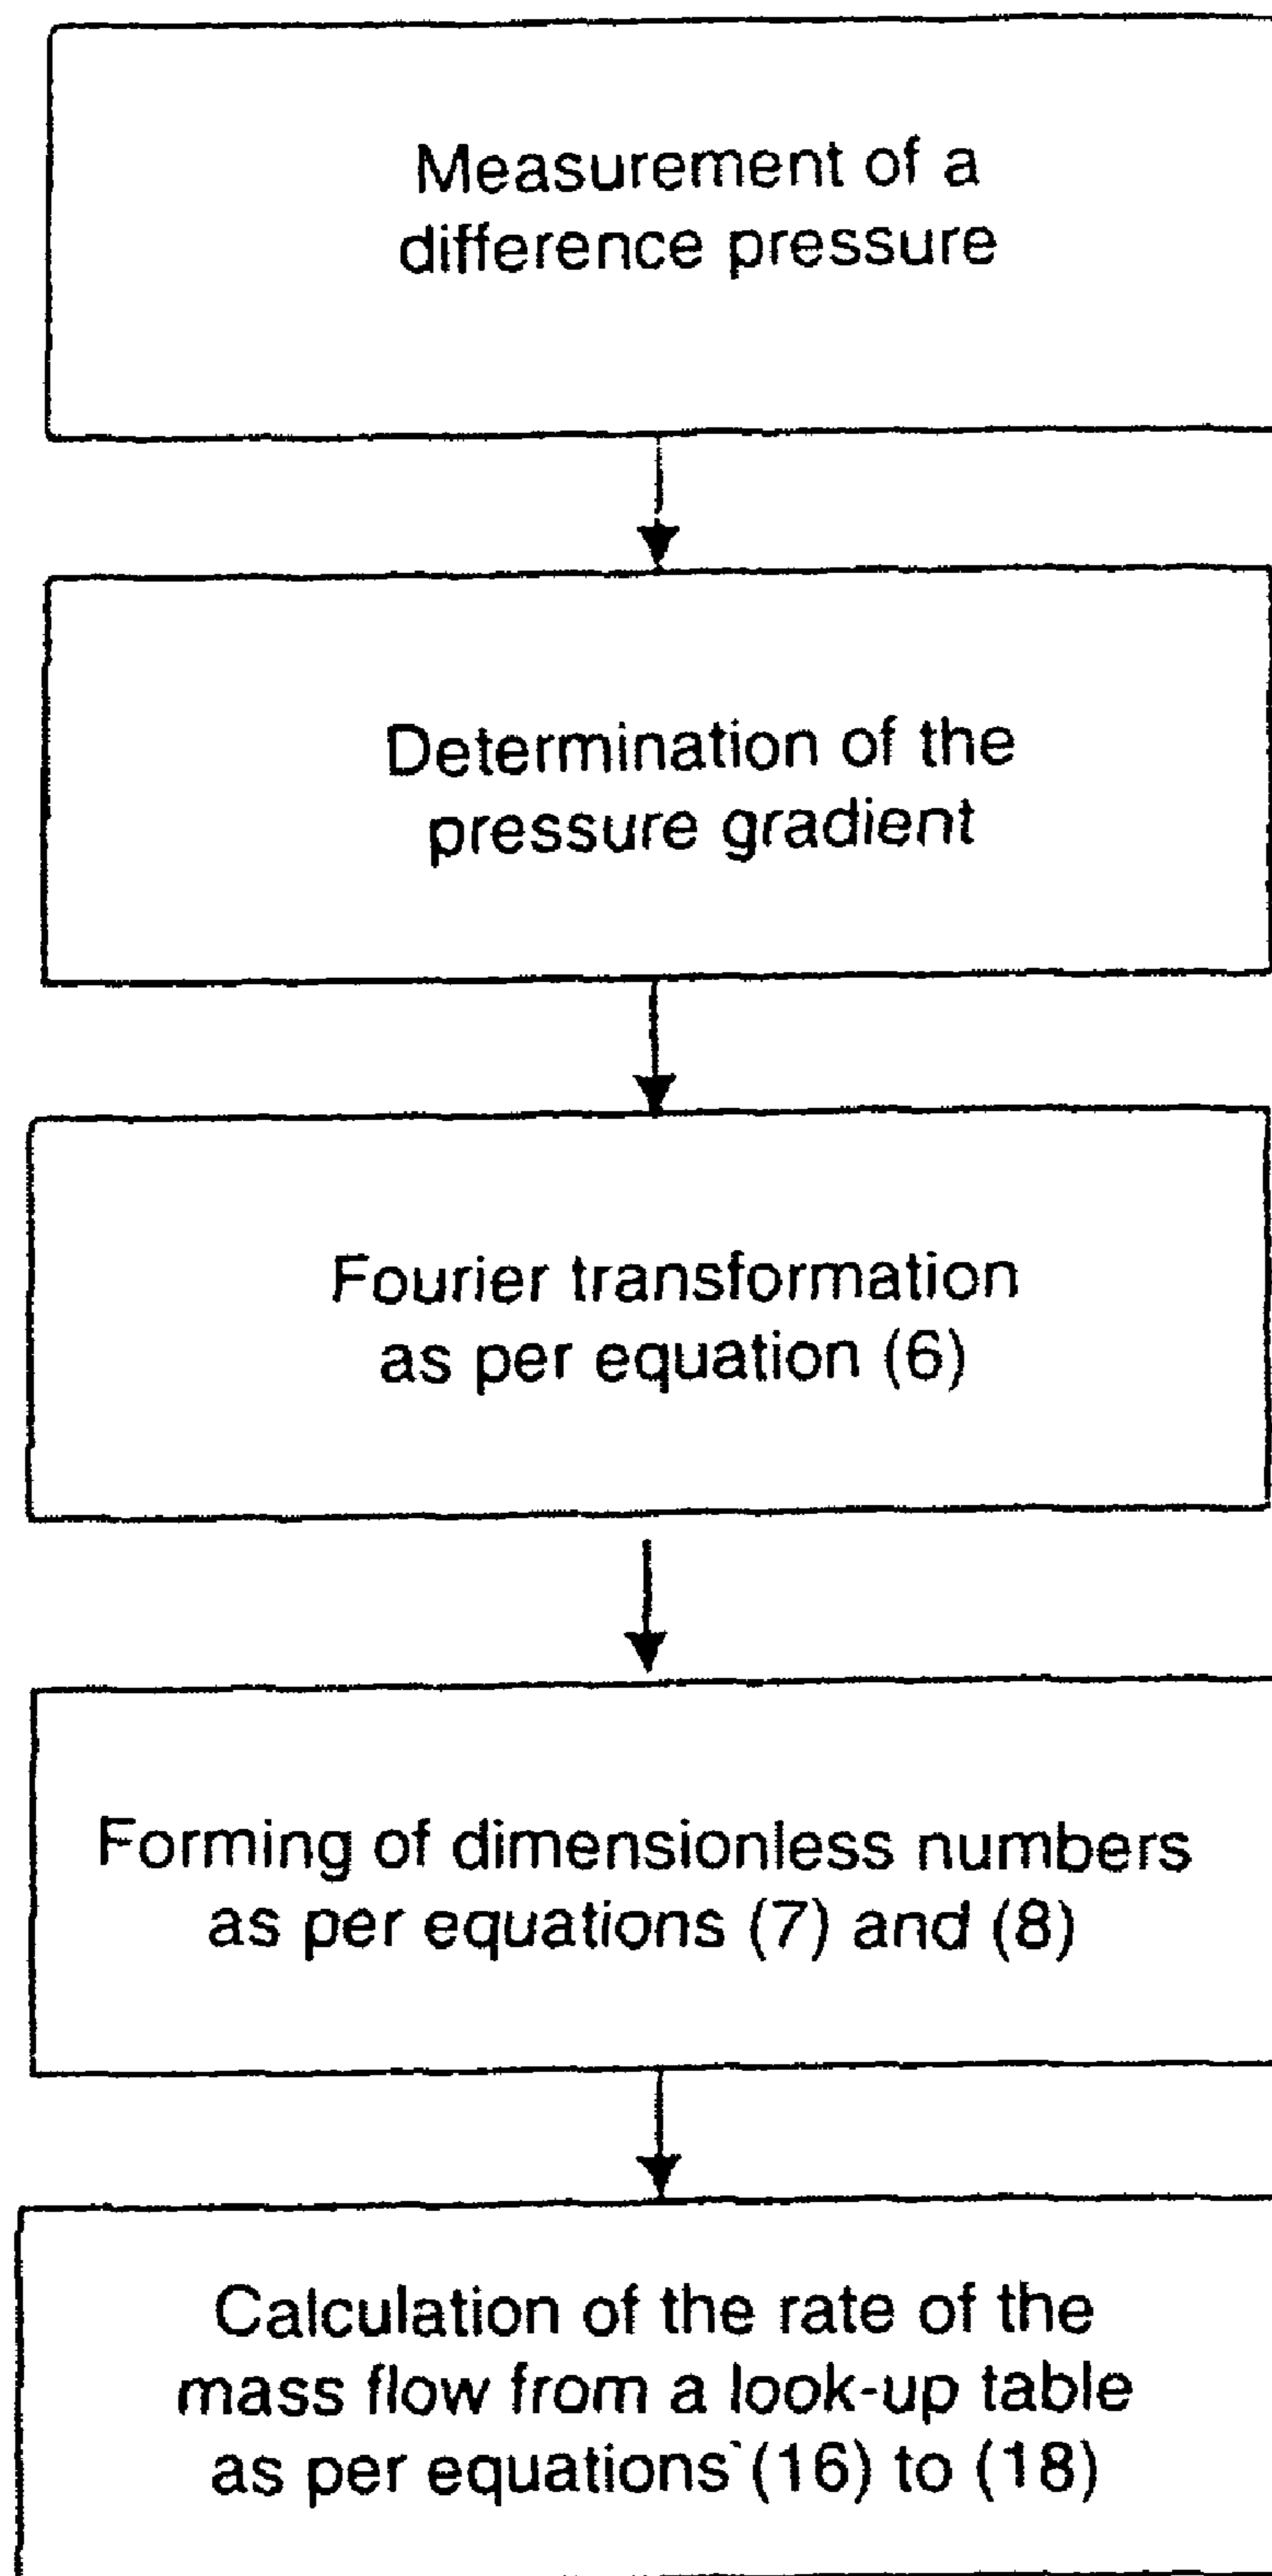 Measurement of a
difference pressure
Determination of the
pressure gradient
Fourier transformation
as per equation (6)
Forming of dimensionless numbers
as per equations (7) and (8)
Calculation of the rate of the
mass flow from a look-up table
as per equations (16) to (18)